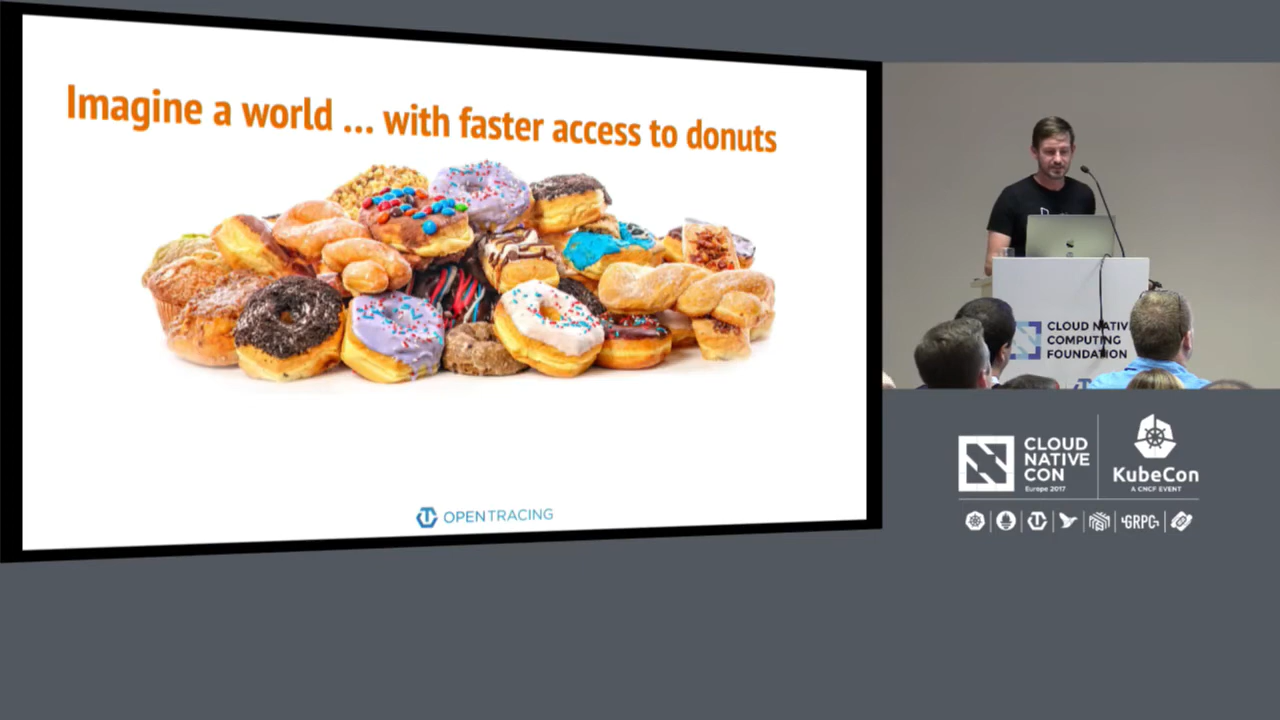 Imagine a world ... with faster access to donuts
OPENTRACING
CLOUD NATIV
COMPUTING
FOUNDATION
CLOUD
NATIVE
CON
Europe 2017
KubeCon
A CNCF EVENT
GRPC